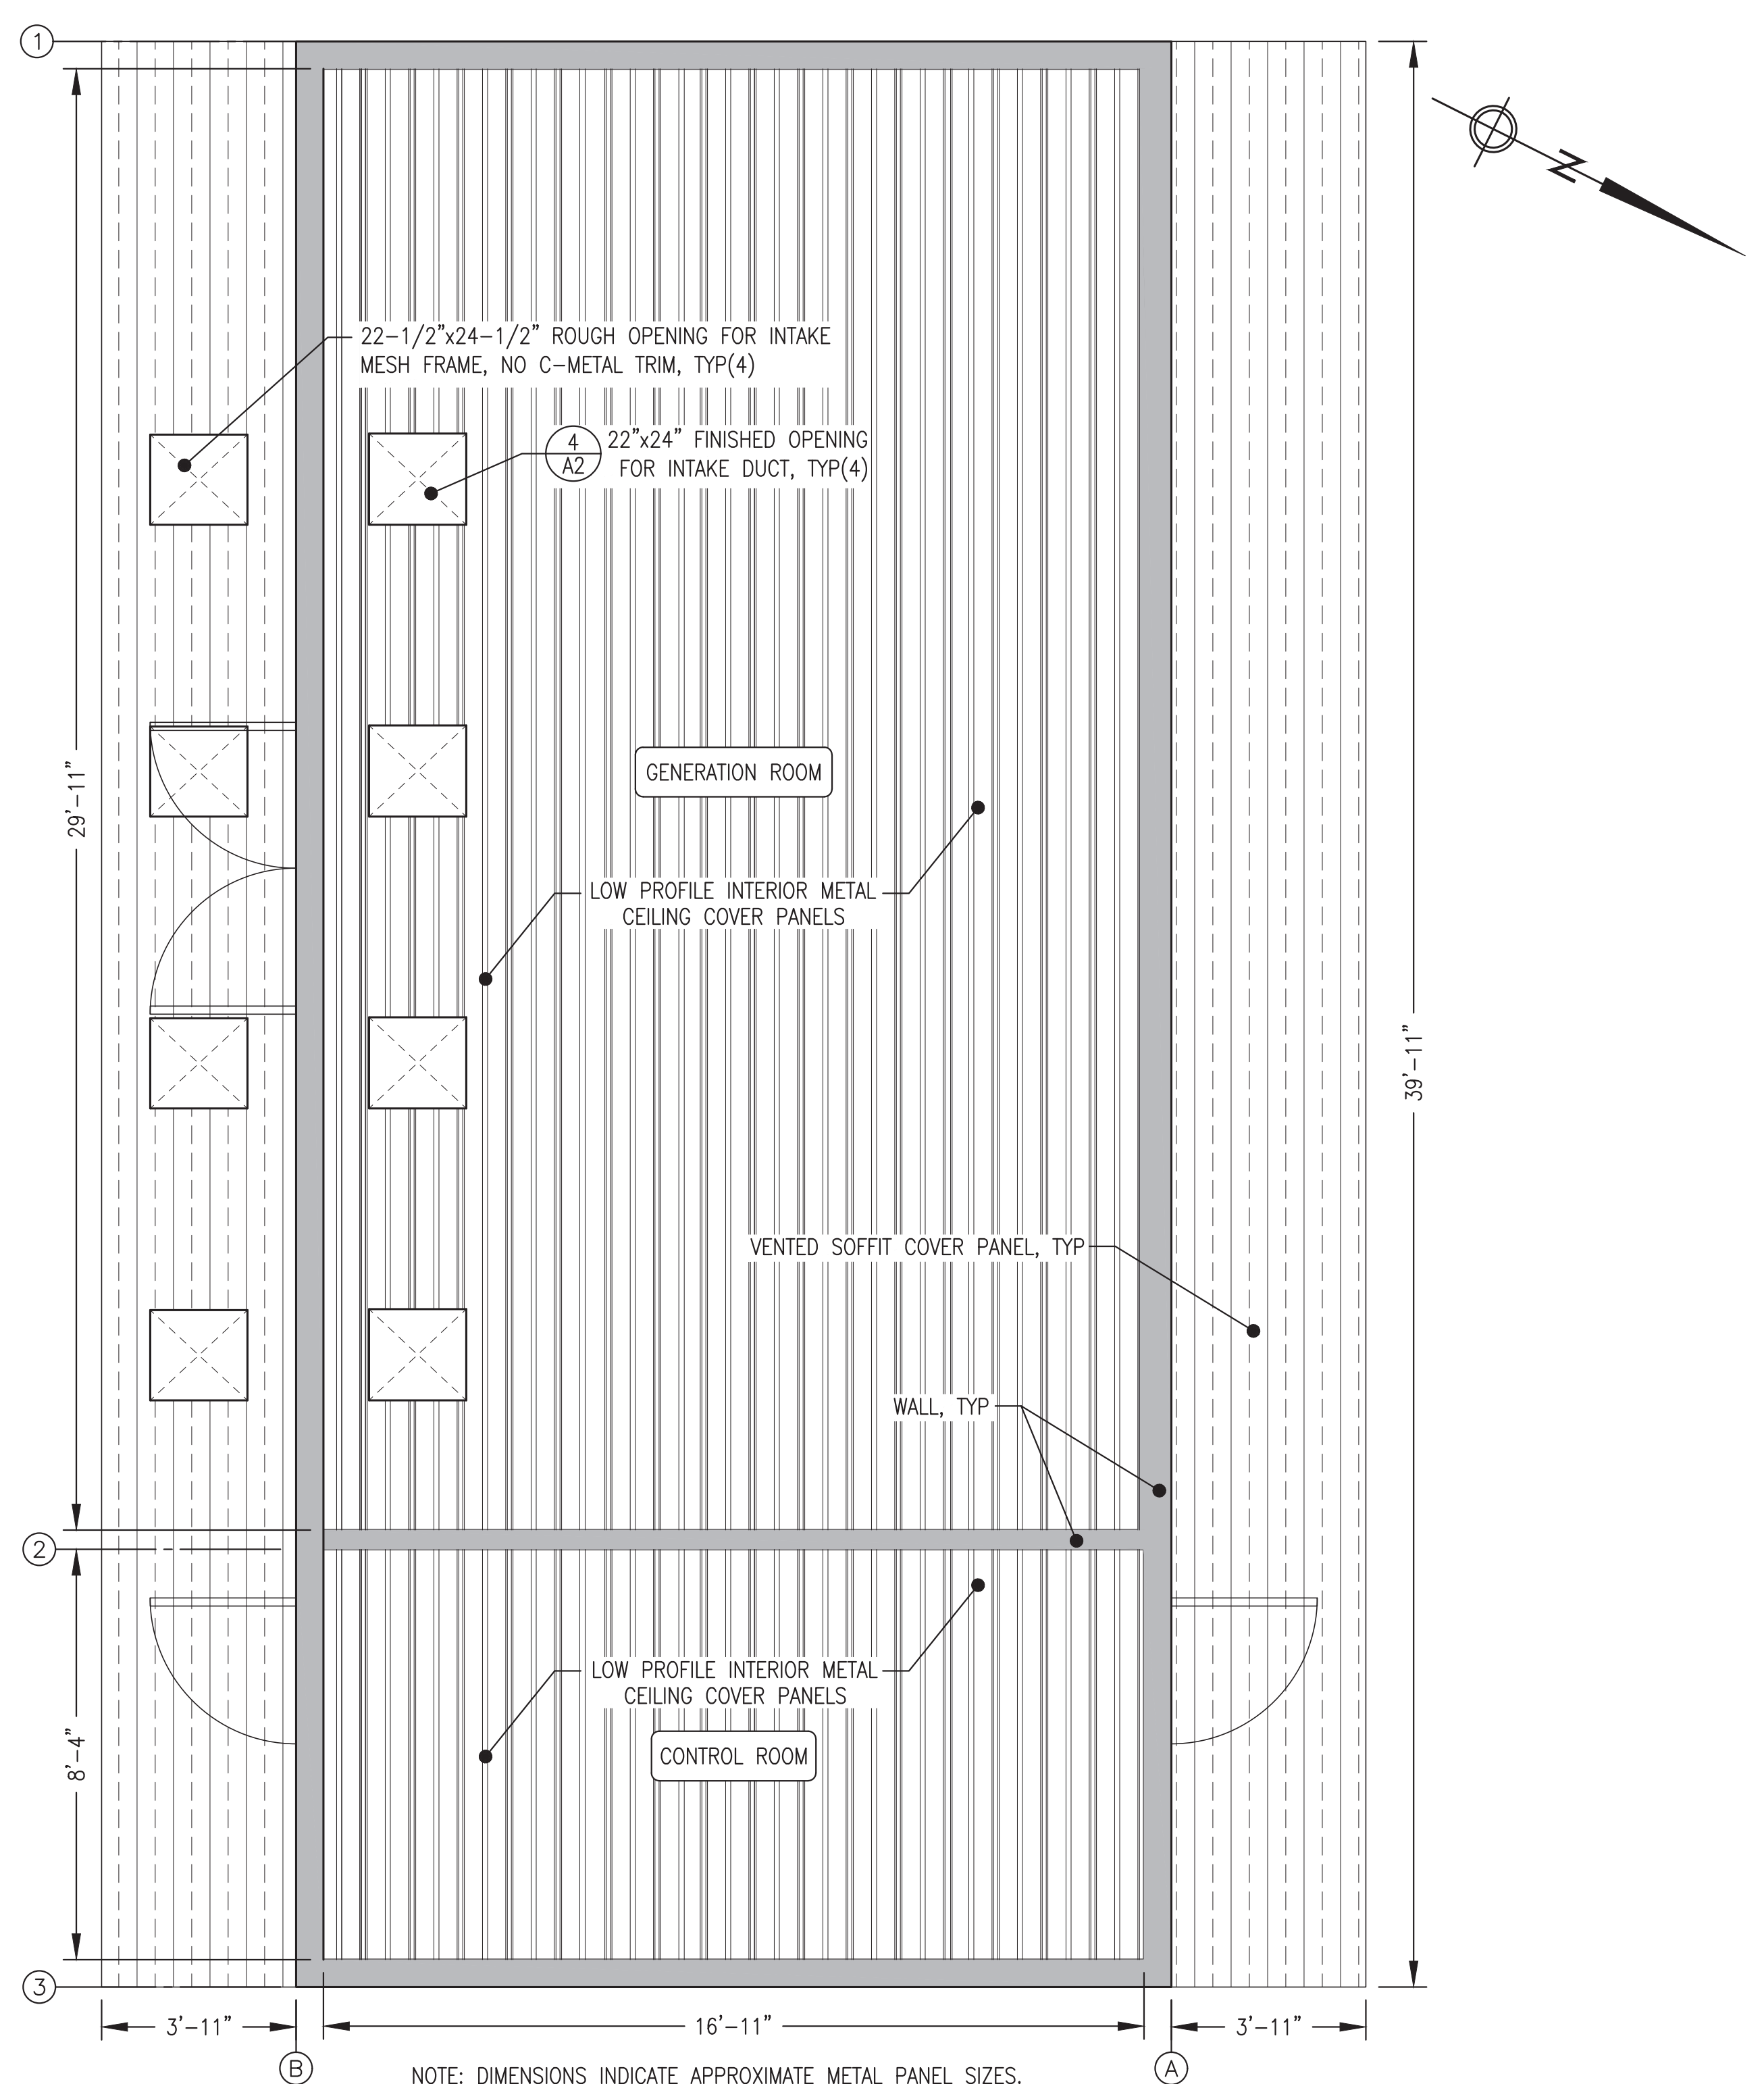 1
N
22-1/2"x24-1/2" ROUGH OPENING FOR INTAKE
MESH FRAME, NO C-METAL TRIM, TYP(4)
4
A2
22"x24" FINISHED OPENING
FOR INTAKE DUCT, TYP(4)
29'-11"
GENERATION ROOM
LOW PROFILE INTERIOR METAL
CEILING COVER PANELS
39'-11"
VENTED SOFFIT COVER PANEL, TYP
WALL, TYP
2
LOW PROFILE INTERIOR METAL
CEILING COVER PANELS
8'-4"
CONTROL ROOM
3
3'-11"
16'-11"
3'-11"
B
A
NOTE: DIMENSIONS INDICATE APPROXIMATE METAL PANEL SIZES.